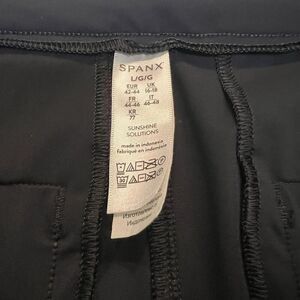 SPANX
L/G/G
EUR UK
42-44 16-18
FR IT
44-46 46-48
KR
77
SUNSHINE
SOLUTIONS
made in indonesia
fabriqué en indonésie
30